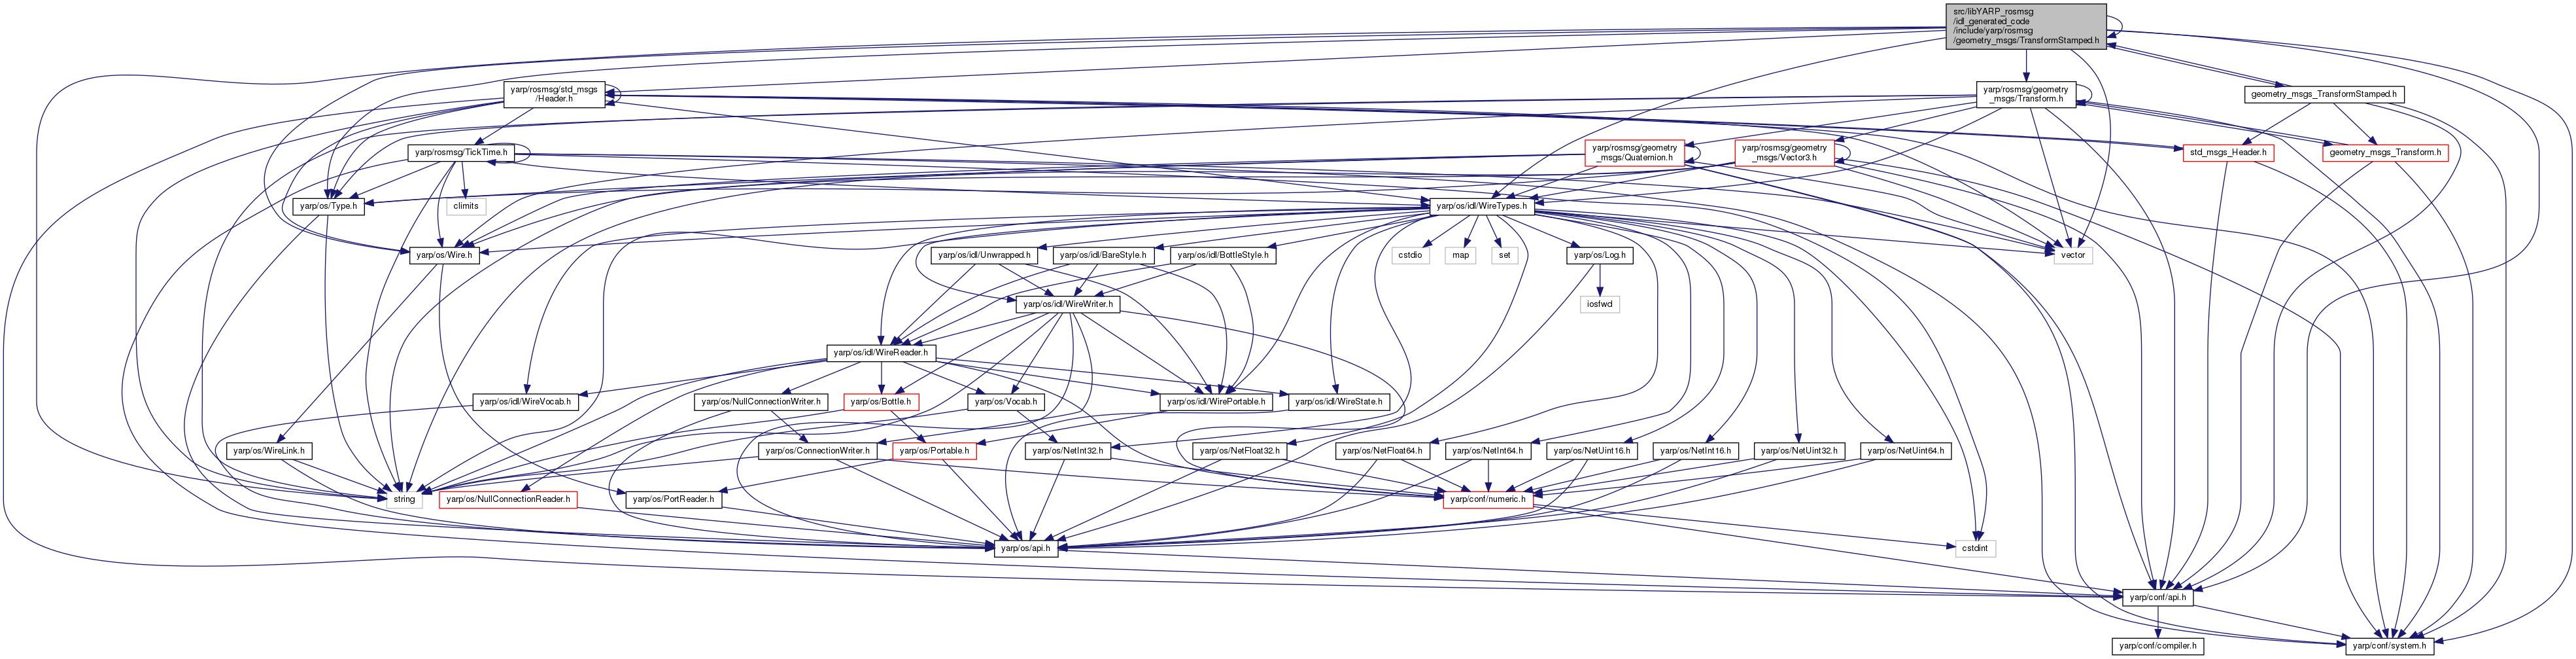 src/libYARP_rosmsg
/idl_generated_code
/include/yarp/rosmsg
/geometry_msgs/TransformStamped.h
yarp/rosmsg/std_msgs
/Header.h
yarp/rosmsg/geometry
_msgs/Transform.h
geometry_msgs_TransformStamped.h
yarp/rosmsg/TickTime.h
yarp/rosmsg/geometry
_msgs/Quaternion.h
yarp/rosmsg/geometry
_msgs/Vector3.h
std_msgs_Header.h
geometry_msgs_Transform.h
yarp/os/Type.h
climits
yarp/os/idl/WireTypes.h
yarp/os/Wire.h
yarp/os/idl/Unwrapped.h
yarp/os/idl/BareStyle.h
yarp/os/idl/BottleStyle.h
cstdio
map
set
yarp/os/Log.h
vector
yarp/os/idl/WireWriter.h
iosfwd
yarp/os/idl/WireReader.h
yarp/os/idl/WireVocab.h
yarp/os/NullConnectionWriter.h
yarp/os/Bottle.h
yarp/os/Vocab.h
yarp/os/idl/WirePortable.h
yarp/os/idl/WireState.h
yarp/os/WireLink.h
yarp/os/ConnectionWriter.h
yarp/os/Portable.h
yarp/os/NetInt32.h
yarp/os/NetFloat32.h
yarp/os/NetFloat64.h
yarp/os/NetInt64.h
yarp/os/NetUint16.h
yarp/os/NetInt16.h
yarp/os/NetUint32.h
yarp/os/NetUint64.h
string
yarp/os/NullConnectionReader.h
yarp/os/PortReader.h
yarp/conf/numeric.h
yarp/os/api.h
cstdint
yarp/conf/api.h
yarp/conf/compiler.h
yarp/conf/system.h